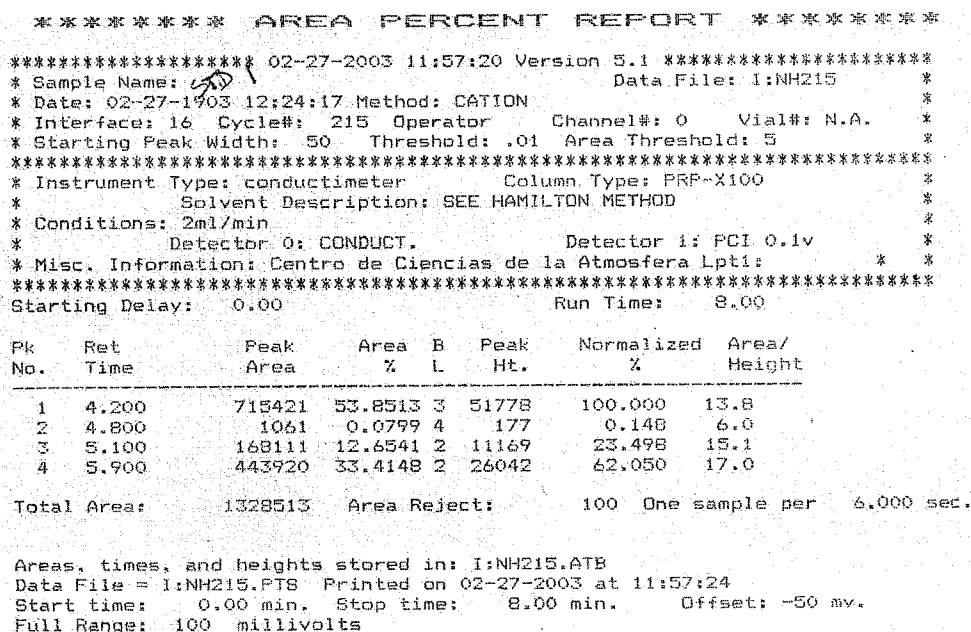 ******** AREA PERCENT REPORT ********
******************** 02-27-2003 11:57:20 Version 5.1 **********************
* Sample Name: Data File: I:NH215 *
* Date: 02-27-1903 12:24:17 Method: CATION *
* Interface: 16 Cycle#: 215 Operator Channel#: 0 Vial#: N.A. *
* Starting Peak Width: 50 Threshold: .01 Area Threshold: 5 *
***************************************************************************
* Instrument Type: conductimeter Column Type: PRP-X100 *
* Solvent Description: SEE HAMILTON METHOD *
* Conditions: 2ml/min *
* Detector 0: CONDUCT. Detector 1: PCI 0.1v *
* Misc. Information: Centro de Ciencias de la Atmosfera Lpt1: * *
***************************************************************************
Starting Delay: 0.00 Run Time: 8.00
Pk Ret Peak Area B Peak Normalized Area/
No. Time Area % L Ht. % Height
---------------------------------------------------------------
1 4.200 715421 53.8513 3 51778 100.000 13.8
2 4.800 1061 0.0799 4 177 0.148 6.0
3 5.100 168111 12.6541 2 11169 23.498 15.1
4 5.900 443920 33.4148 2 26042 62.050 17.0
Total Area: 1328513 Area Reject: 100 One sample per 6.000 sec.
Areas, times, and heights stored in: I:NH215.ATB
Data File = I:NH215.PTS Printed on 02-27-2003 at 11:57:24
Start time: 0.00 min. Stop time: 8.00 min. Offset: -50 mv.
Full Range: 100 millivolts